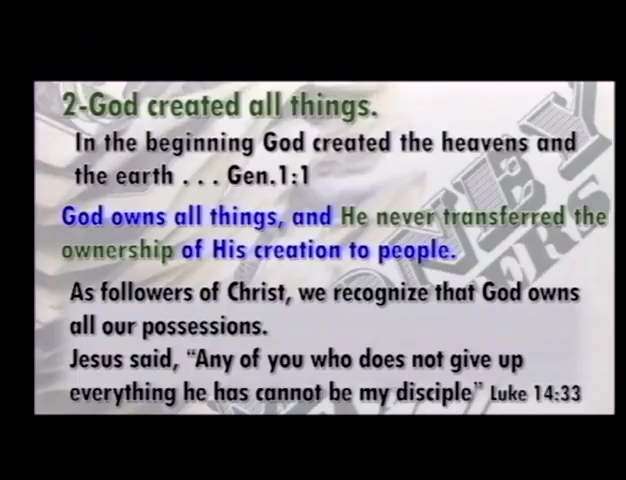 2-God created all things.
In the beginning God created the heavens and
the earth . . . Gen.1:1
God owns all things, and He never transferred the
ownership of His creation to people.
As followers of Christ, we recognize that God owns
all our possessions.
Jesus said, “Any of you who does not give up
everything he has cannot be my disciple” Luke 14:33